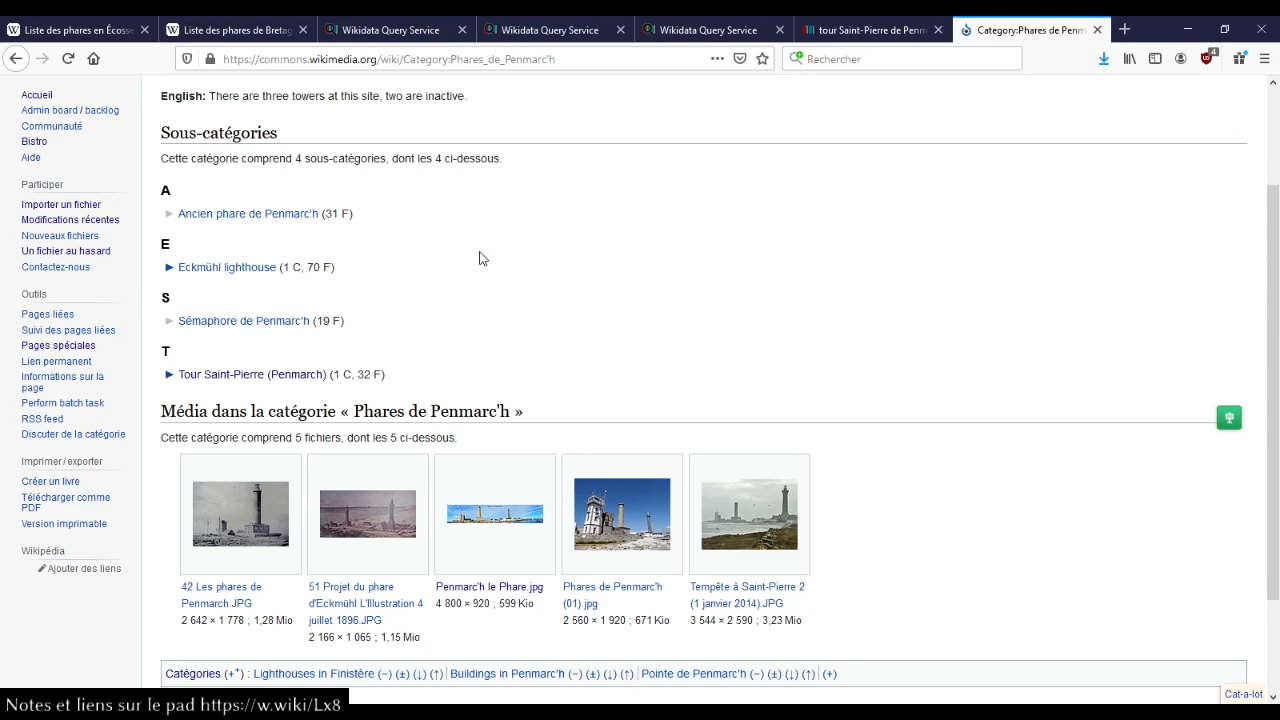 Liste des phares en Écosse
Liste des phares de Bretag
Wikidata Query Service
Wikidata Query Service
Wikidata Query Service
tour Saint-Pierre de Penm
Category:Phares de Penm
https://commons.wikimedia.org/wiki/Category:Phares_de_Penmarc'h
Rechercher
4
Accueil
Admin board / backlog
Communauté
Bistro
Aide
Participer
Importer un fichier
Modifications récentes
Nouveaux fichiers
Un fichier au hasard
Contactez-nous
Outils
Pages liées
Suivi des pages liées
Pages spéciales
Lien permanent
Informations sur la
page
Perform batch task
RSS feed
Discuter de la catégorie
Imprimer / exporter
Créer un livre
Télécharger comme
PDF
Version imprimable
Wikipédia
Ajouter des liens
English: There are three towers at this site, two are inactive.
Sous-catégories
Cette catégorie comprend 4 sous-catégories, dont les 4 ci-dessous.
A
► Ancien phare de Penmarc'h (31 F)
E
► Eckmühl lighthouse (1 C, 70 F)
S
► Sémaphore de Penmarc'h (19 F)
T
► Tour Saint-Pierre (Penmarch) (1 C, 32 F)
Média dans la catégorie « Phares de Penmarc'h »
Cette catégorie comprend 5 fichiers, dont les 5 ci-dessous.
42 Les phares de
Penmarch.JPG
2 642 × 1 778 ; 1,28 Mio
51 Projet du phare
d'Eckmühl L'Illustration 4
juillet 1896.JPG
2 166 × 1 065 ; 1,15 Mio
Penmarc'h le Phare.jpg
4 800 × 920 ; 599 Kio
Phares de Penmarc'h
(01).jpg
2 560 × 1 920 ; 671 Kio
Tempête à Saint-Pierre 2
(1 janvier 2014).JPG
3 544 × 2 590 ; 3,23 Mio
Catégories (+⁺) : Lighthouses in Finistère (−) (±) (↓) (↑) | Buildings in Penmarc'h (−) (±) (↓) (↑) | Pointe de Penmarc'h (−) (±) (↓) (↑) | (+)
Cat-a-lot
Notes et liens sur le pad https://w.wiki/Lx8